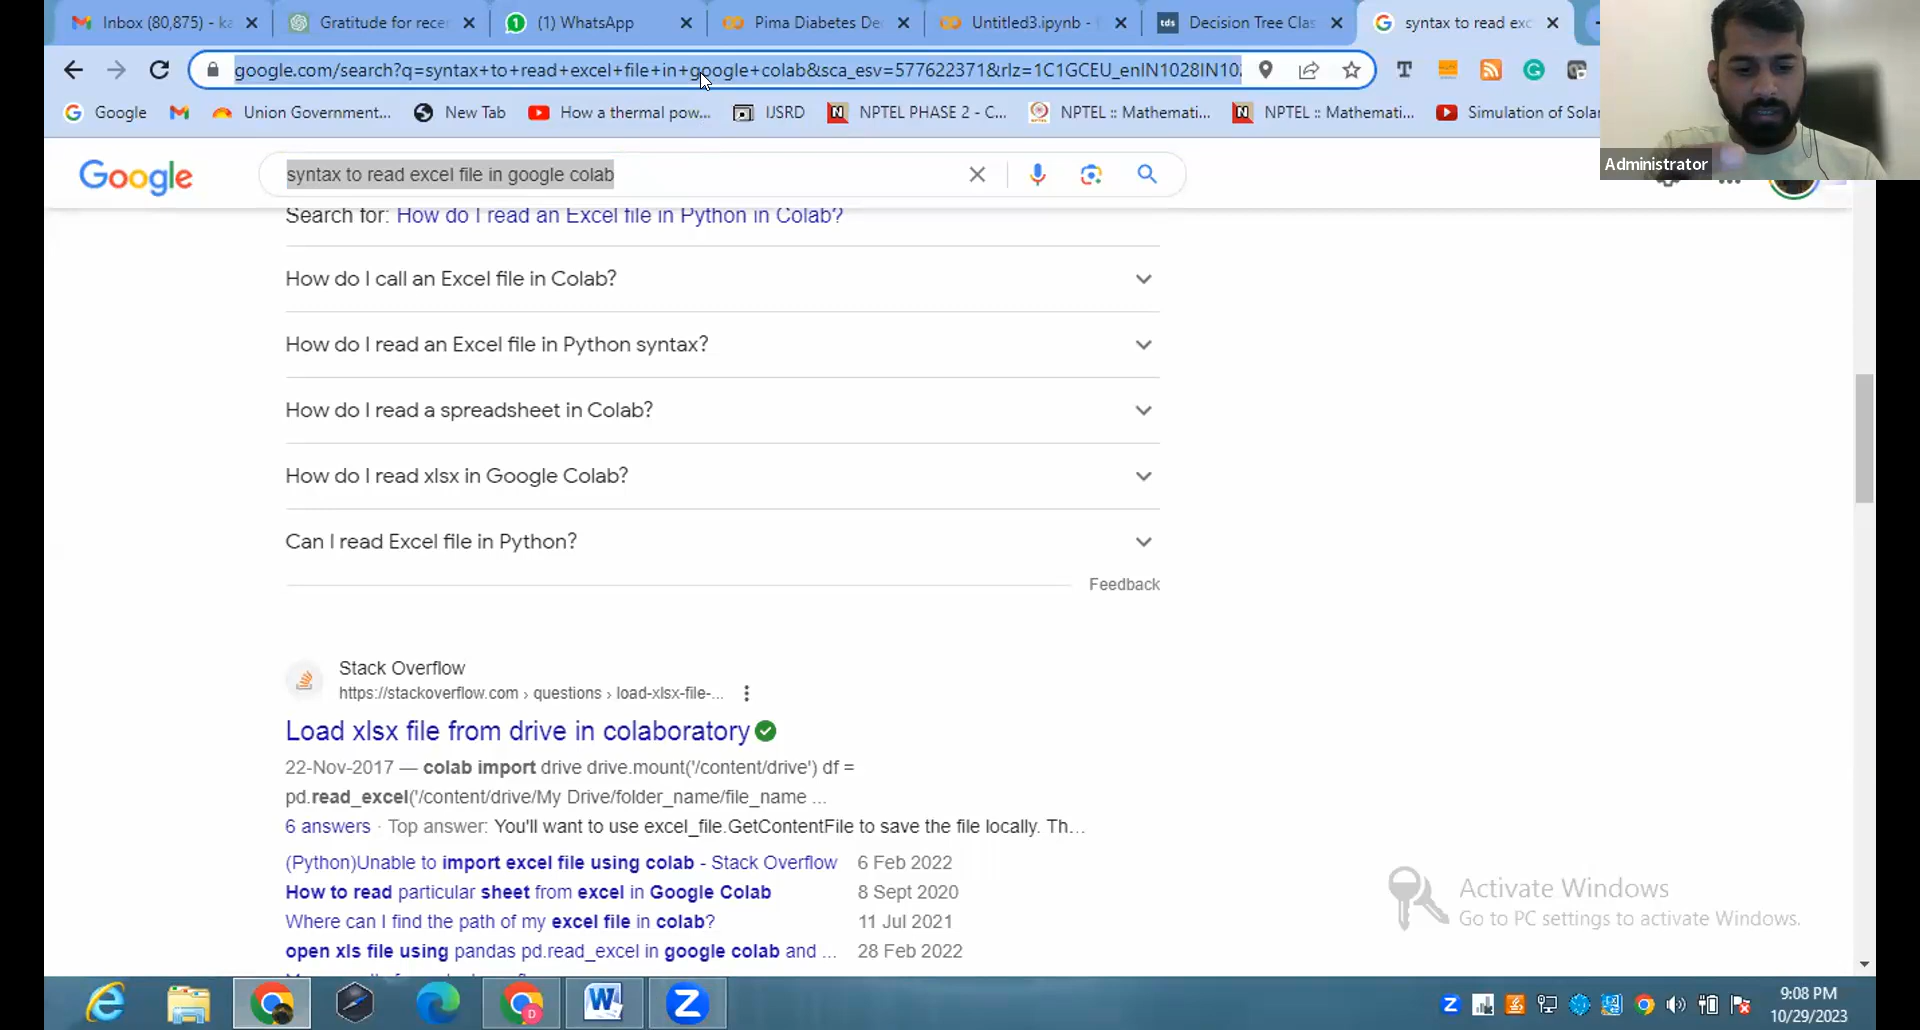 Inbox (80,875) - ka
Gratitude for recer
(1) WhatsApp
Pima Diabetes De
Untitled3.ipynb -
tds
Decision Tree Clas
syntax to read exc
google.com/search?q=syntax+to+read+excel+file+in+google+colab&sca_esv=577622371&rlz=1C1GCEU_enIN1028IN10
Google
Union Government...
New Tab
How a thermal pow...
IJSRD
NPTEL PHASE 2 - C...
NPTEL :: Mathemati...
NPTEL :: Mathemati...
Simulation of Solar
Administrator
Google
syntax to read excel file in google colab
Search for: How do I read an Excel file in Python in Colab?
How do I call an Excel file in Colab?
How do I read an Excel file in Python syntax?
How do I read a spreadsheet in Colab?
How do I read xlsx in Google Colab?
Can I read Excel file in Python?
Feedback
Stack Overflow
https://stackoverflow.com › questions › load-xlsx-file-...
Load xlsx file from drive in colaboratory
22-Nov-2017 — colab import drive drive.mount('/content/drive') df =
pd.read_excel('/content/drive/My Drive/folder_name/file_name ...
6 answers · Top answer: You'll want to use excel_file.GetContentFile to save the file locally. Th...
(Python)Unable to import excel file using colab - Stack Overflow 6 Feb 2022
How to read particular sheet from excel in Google Colab 8 Sept 2020
Where can I find the path of my excel file in colab? 11 Jul 2021
open xls file using pandas pd.read_excel in google colab and ... 28 Feb 2022
Activate Windows
Go to PC settings to activate Windows.
9:08 PM
10/29/2023